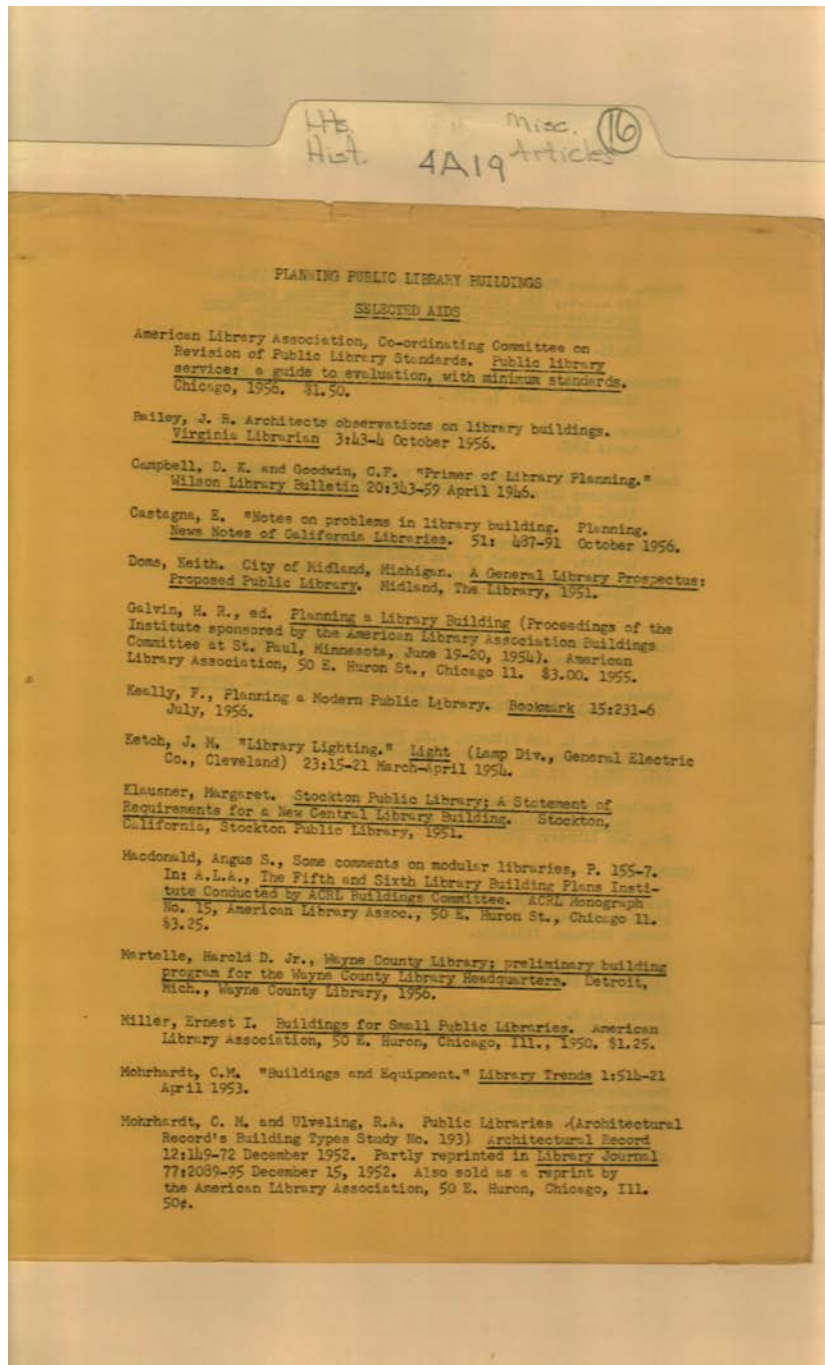 Hist.
Misc.
Articles
16
4A19
PLANNING PUBLIC LIBRARY BUILDINGS
SELECTED AIDS
American Library Association, Co-ordinating Committee on
Revision of Public Library Standards. Public library
service: a guide to evaluation, with minimum standards.
Chicago, 1956. $1.50.
Bailey, J. R. Architects observations on library buildings.
Virginia Librarian 3:43-4 October 1956.
Campbell, D. K. and Goodwin, C.F. "Primer of Library Planning."
Wilson Library Bulletin 20:343-59 April 1946.
Castagna, E. "Notes on problems in library building. Planning.
News Notes of California Libraries. 51: 487-91 October 1956.
Doms, Keith. City of Midland, Michigan. A General Library Prospectus:
Proposed Public Library. Midland, The Library, 1951.
Galvin, H. R., ed. Planning a Library Building (Proceedings of the
Institute sponsored by the American Library Association Buildings
Committee at St. Paul, Minnesota, June 19-20, 1954). American
Library Association, 50 E. Huron St., Chicago 11. $3.00. 1955.
Keally, F., Planning a Modern Public Library. Bookmark 15:231-6
July, 1956.
Ketch, J. M. "Library Lighting." Light (Lamp Div., General Electric
Co., Cleveland) 23:15-21 March-April 1954.
Klausner, Margaret. Stockton Public Library; A Statement of
Requirements for a New Central Library Building. Stockton,
California, Stockton Public Library, 1951.
Macdonald, Angus S., Some comments on modular libraries, P. 155-7.
In: A.L.A., The Fifth and Sixth Library Building Plans Insti-
tute Conducted by ACRL Buildings Committee. ACRL Monograph
No. 15, American Library Assoc., 50 E. Huron St., Chicago 11.
$3.25.
Martelle, Harold D. Jr., Wayne County Library; preliminary building
program for the Wayne County Library Headquarters. Detroit,
Mich., Wayne County Library, 1956.
Miller, Ernest I. Buildings for Small Public Libraries. American
Library Association, 50 E. Huron, Chicago, Ill., 1950. $1.25.
Mohrhardt, C.M. "Buildings and Equipment." Library Trends 1:514-21
April 1953.
Mohrhardt, C. M. and Ulveling, R.A. Public Libraries (Architectural
Record's Building Types Study No. 193) Architectural Record
12:149-72 December 1952. Partly reprinted in Library Journal
77:2089-95 December 15, 1952. Also sold as a reprint by
the American Library Association, 50 E. Huron, Chicago, Ill.
50¢.